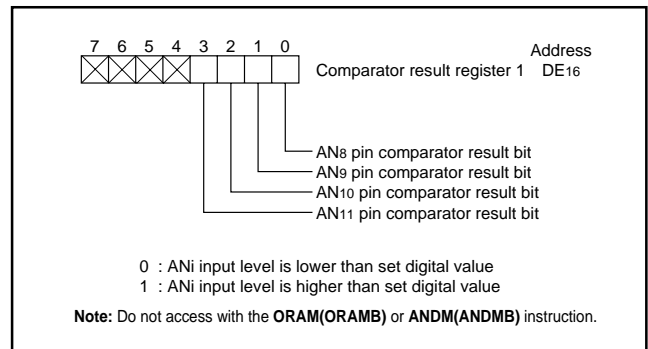 7 6 5 4 3 2 1 0
Address
Comparator result register 1 DE16
AN8 pin comparator result bit
AN9 pin comparator result bit
AN10 pin comparator result bit
AN11 pin comparator result bit
0 : ANi input level is lower than set digital value
1 : ANi input level is higher than set digital value
Note: Do not access with the ORAM(ORAMB) or ANDM(ANDMB) instruction.